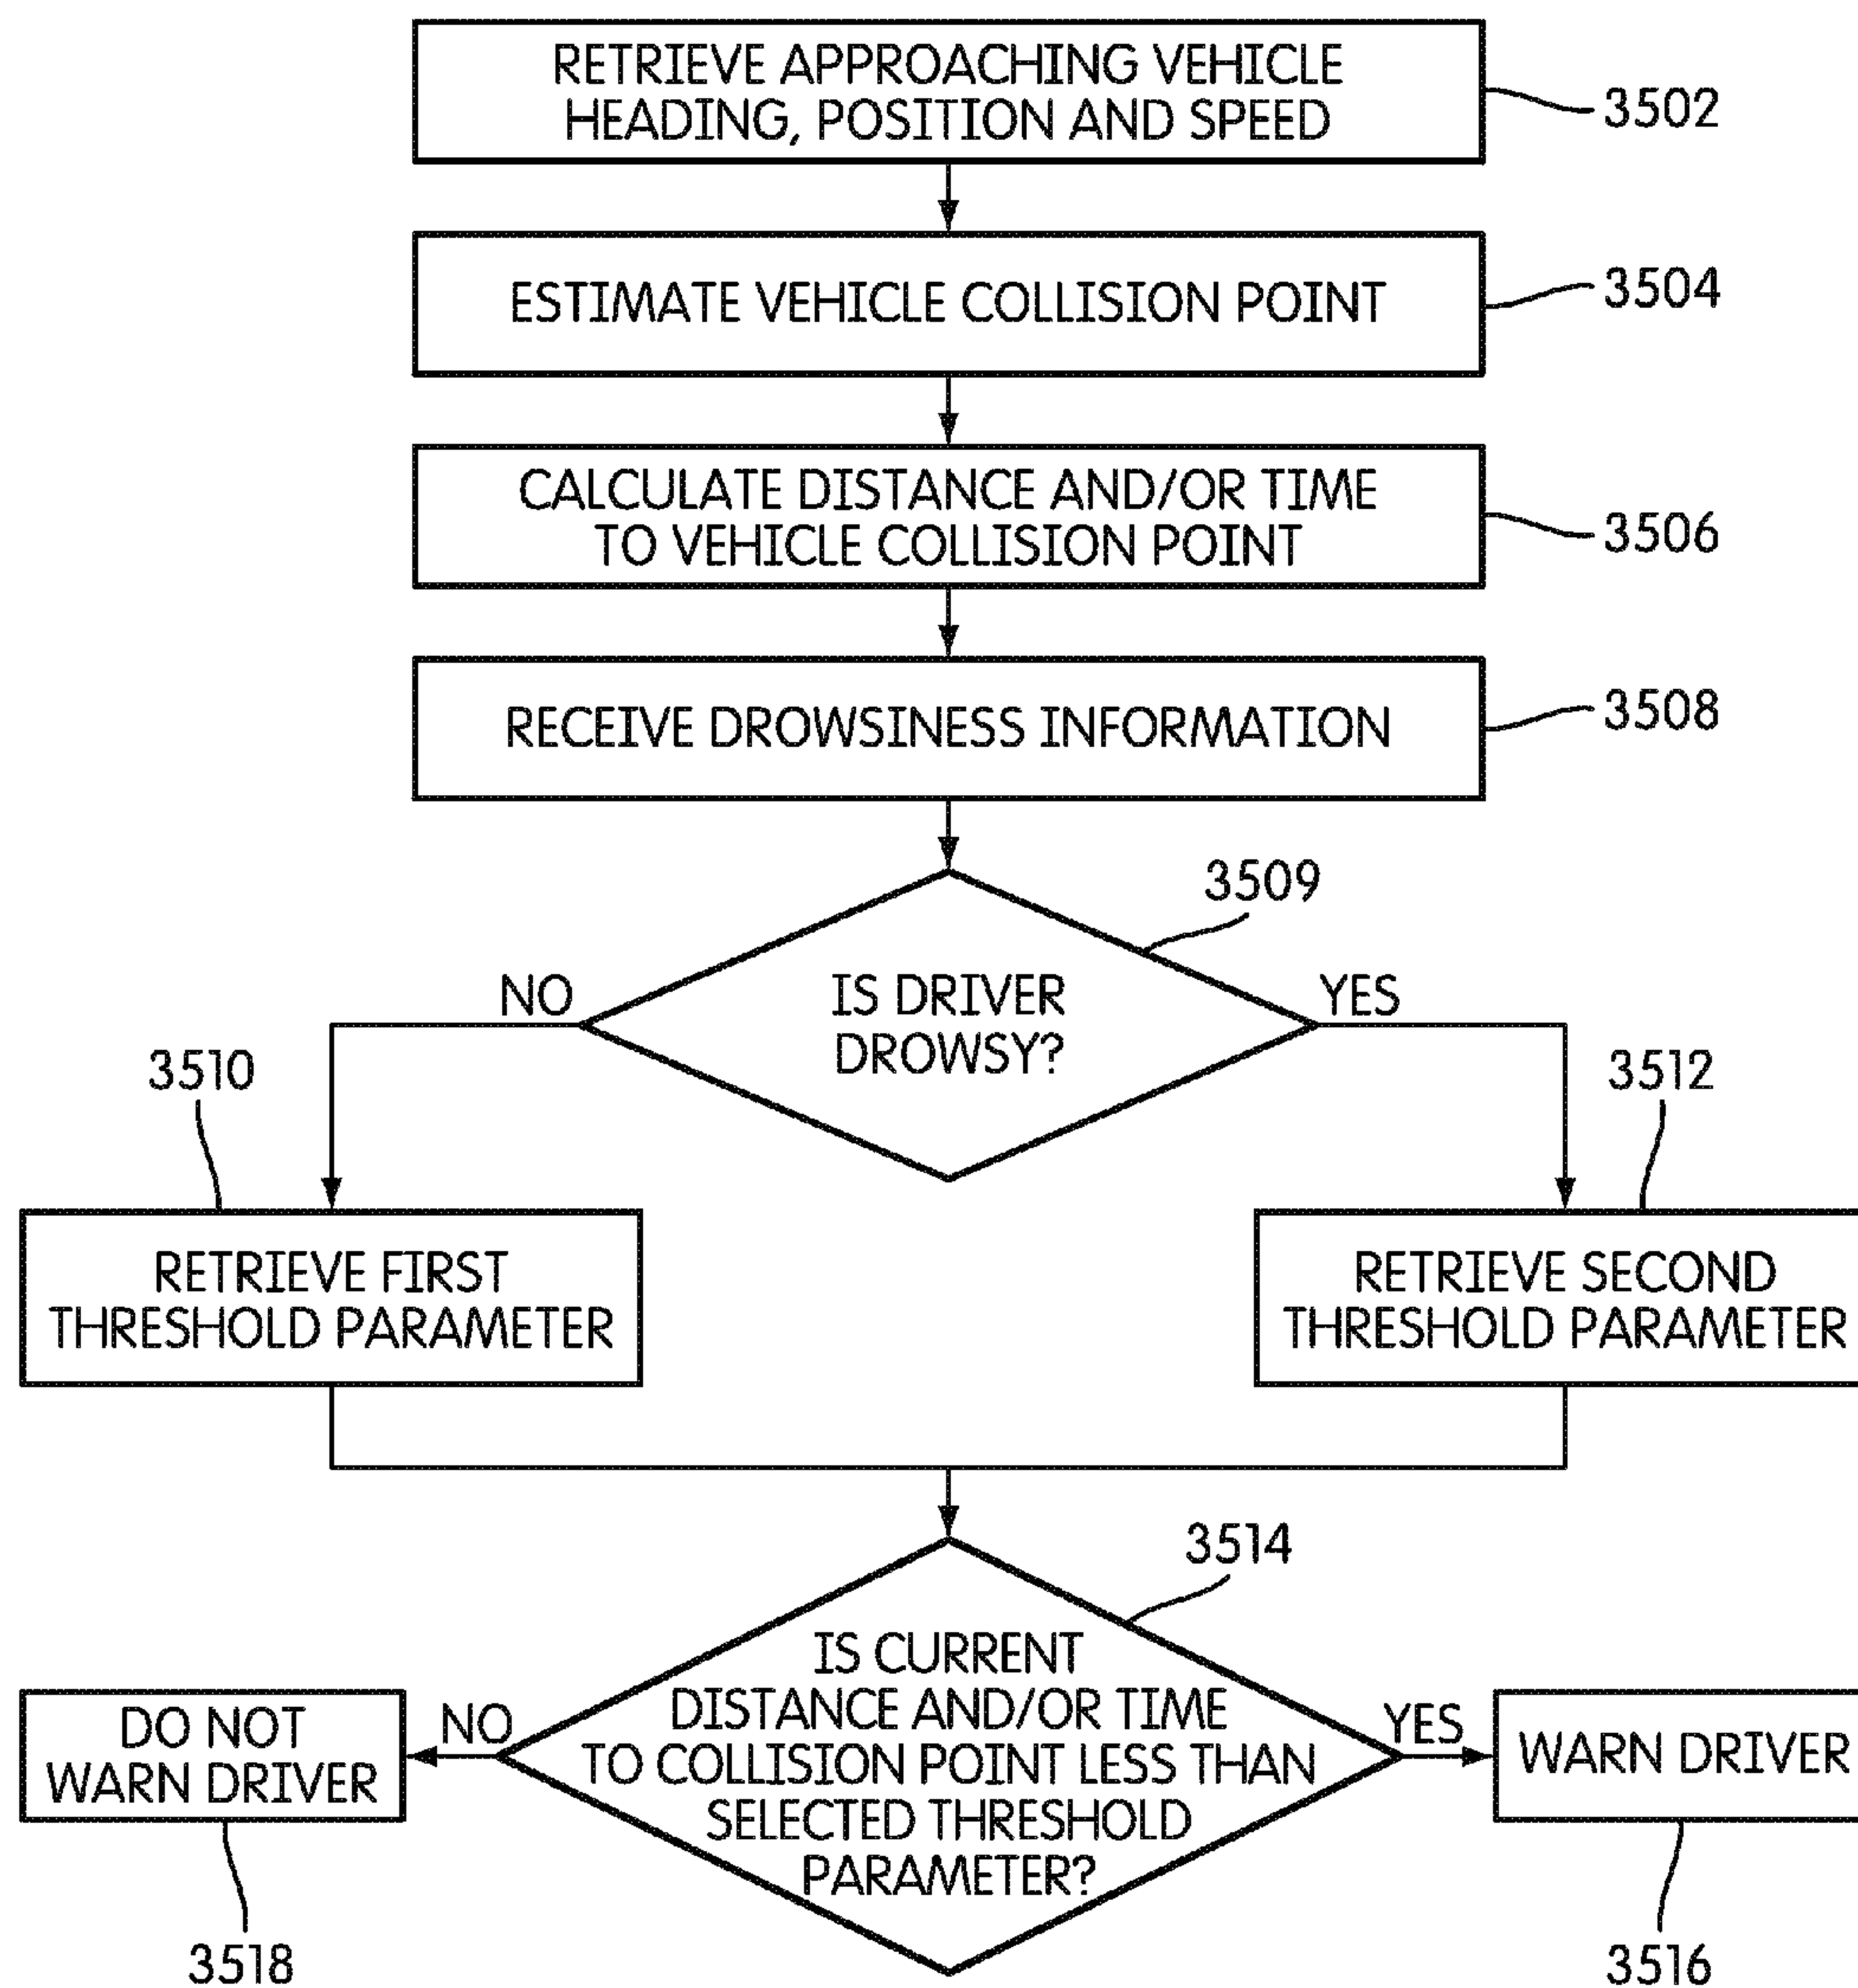 RETRIEVE APPROACHING VEHICLE
HEADING, POSITION AND SPEED
3502
ESTIMATE VEHICLE COLLISION POINT
3504
CALCULATE DISTANCE AND/OR TIME
TO VEHICLE COLLISION POINT
3506
RECEIVE DROWSINESS INFORMATION
3508
3509
IS DRIVER
DROWSY?
NO
YES
3510
3512
RETRIEVE FIRST
THRESHOLD PARAMETER
RETRIEVE SECOND
THRESHOLD PARAMETER
3514
IS CURRENT
DISTANCE AND/OR TIME
TO COLLISION POINT LESS THAN
SELECTED THRESHOLD
PARAMETER?
NO
YES
DO NOT
WARN DRIVER
WARN DRIVER
3518
3516